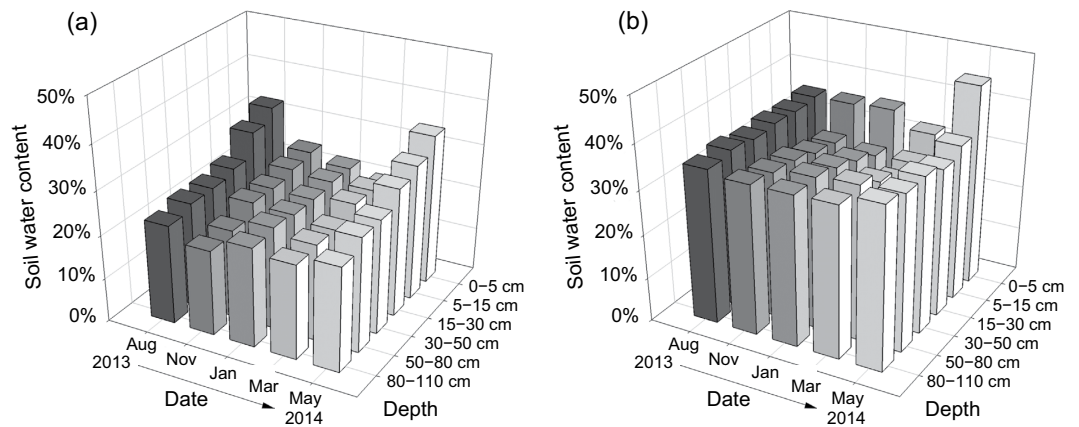 (a)
50%
40%
30%
20%
10%
0%
Soil water content
Aug
Nov
Jan
Mar
May
2013
2014
Date
0−5 cm
5−15 cm
15−30 cm
30−50 cm
50−80 cm
80−110 cm
Depth
(b)
50%
40%
30%
20%
10%
0%
Soil water content
Aug
Nov
Jan
Mar
May
2013
2014
Date
0−5 cm
5−15 cm
15−30 cm
30−50 cm
50−80 cm
80−110 cm
Depth